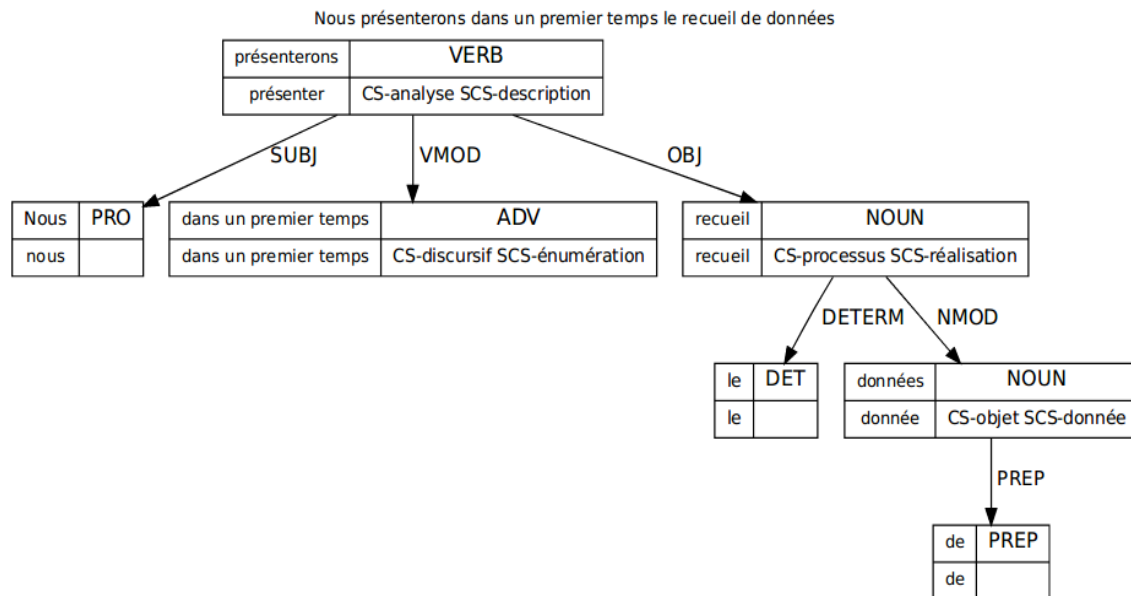 Nous présenterons dans un premier temps le recueil de données
présenterons VERB
présenter CS-analyse SCS-description
SUBJ VMOD OBJ
Nous PRO dans un premier temps ADV recueil NOUN
nous dans un premier temps CS-discursif SCS-énumération recueil CS-processus SCS-réalisation
DETERM NMOD
le DET données NOUN
le donnée CS-objet SCS-donnée
PREP
de PREP
de